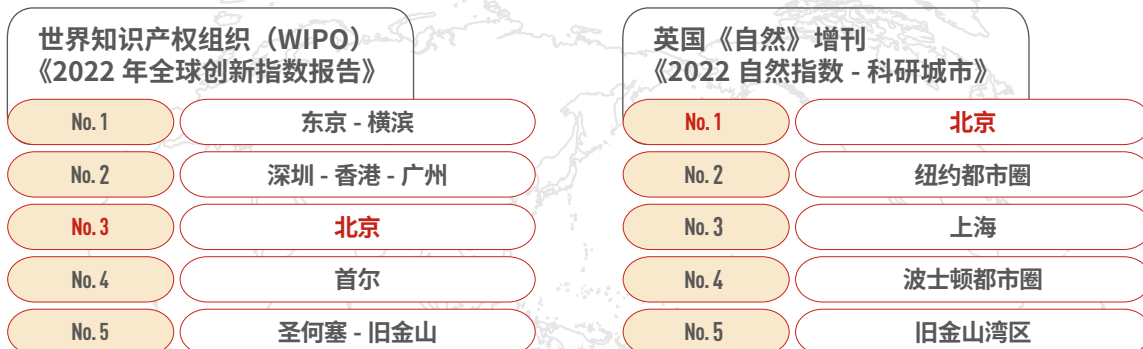 世界知识产权组织（WIPO）
《2022 年全球创新指数报告》
No. 1 东京 - 横滨
No. 2 深圳 - 香港 - 广州
No. 3 北京
No. 4 首尔
No. 5 圣何塞 - 旧金山
英国《自然》增刊
《2022 自然指数 - 科研城市》
No. 1 北京
No. 2 纽约都市圈
No. 3 上海
No. 4 波士顿都市圈
No. 5 旧金山湾区